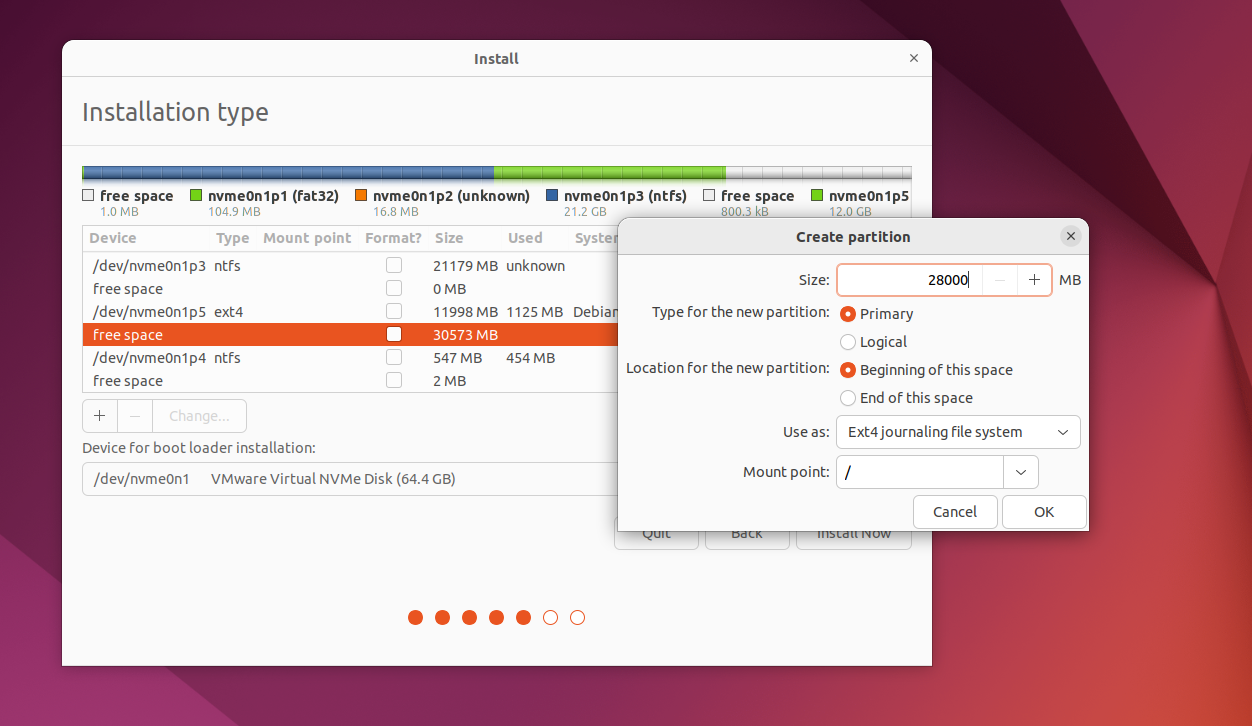 Install
Installation type
free space nvme0n1p1 (fat32) nvme0n1p2 (unknown) nvme0n1p3 (ntfs) free space nvme0n1p5
1.0 MB 104.9 MB 16.8 MB 21.2 GB 800.3 kB 12.0 GB
Device Type Mount point Format? Size Used System
/dev/nvme0n1p3 ntfs 21179 MB unknown
free space 0 MB
/dev/nvme0n1p5 ext4 11998 MB 1125 MB Debian
free space 30573 MB
/dev/nvme0n1p4 ntfs 547 MB 454 MB
free space 2 MB
+ − Change...
Device for boot loader installation:
/dev/nvme0n1 VMware Virtual NVMe Disk (64.4 GB)
Quit Back Install Now
Create partition
Size: 28000 − + MB
Type for the new partition: Primary
Logical
Location for the new partition: Beginning of this space
End of this space
Use as: Ext4 journaling file system
Mount point: /
Cancel OK